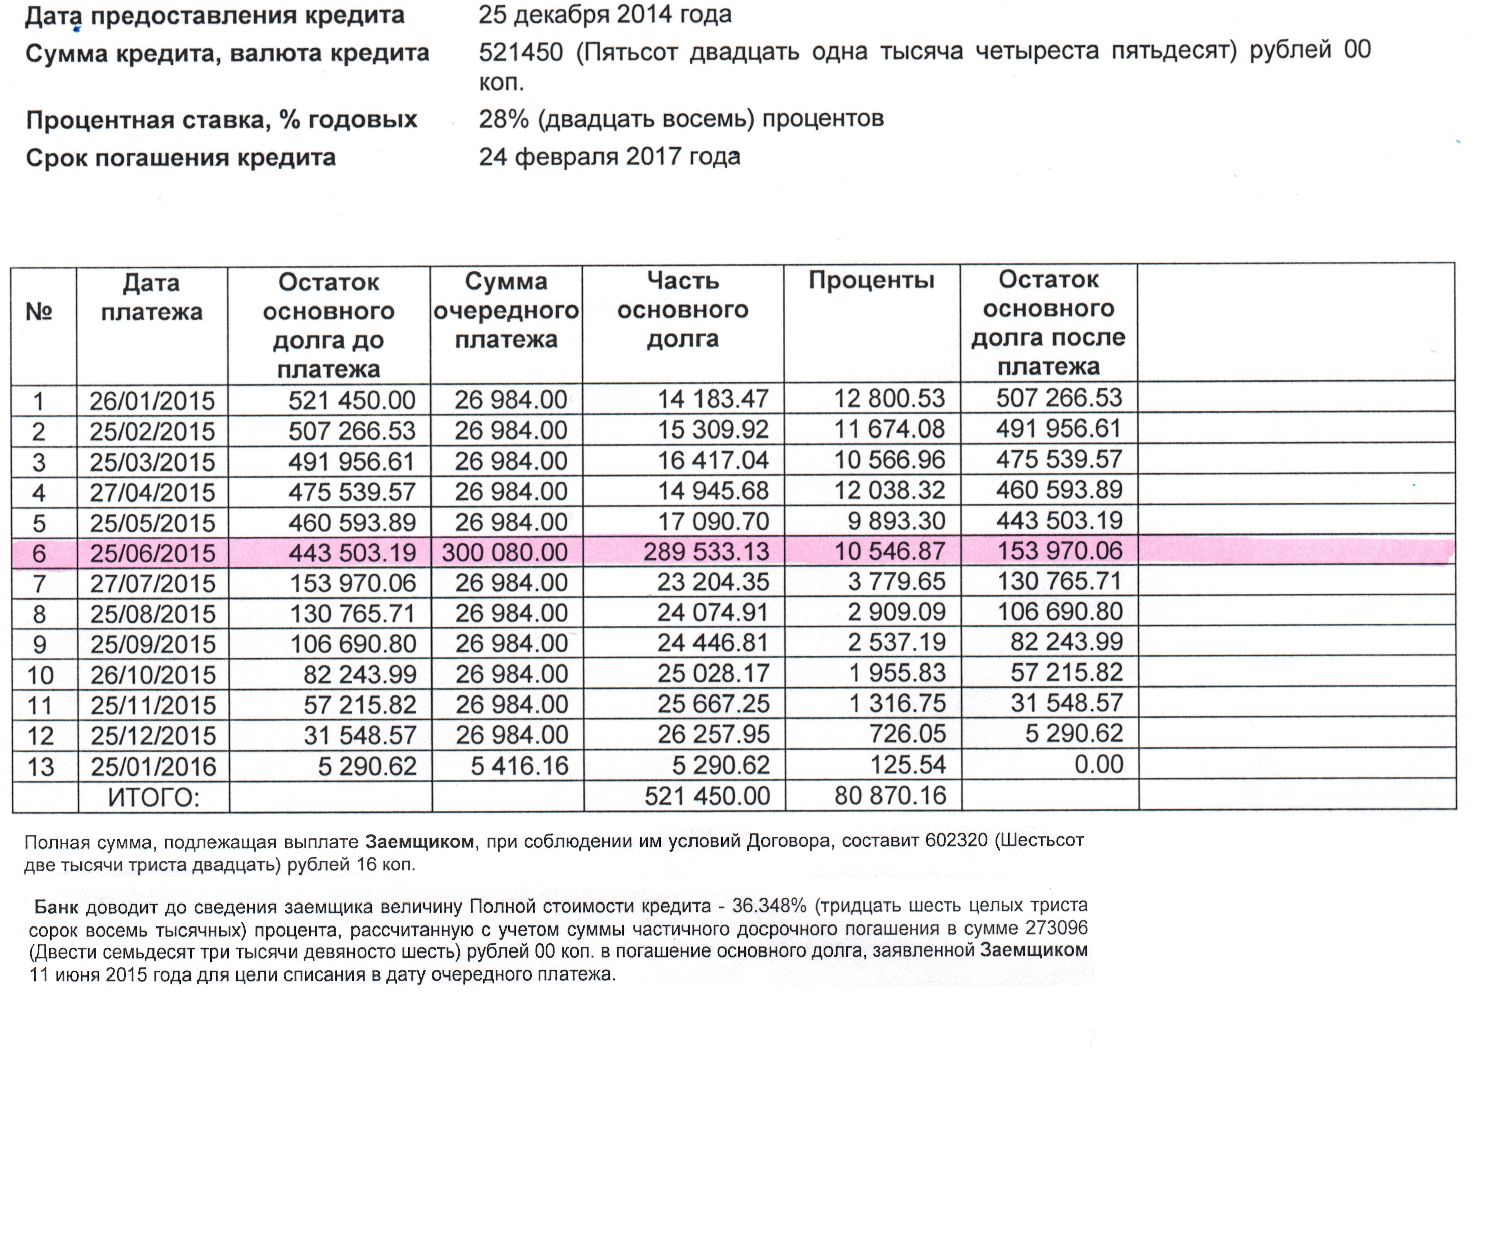 Дата предоставления кредита 25 декабря 2014 года
Сумма кредита, валюта кредита 521450 (Пятьсот двадцать одна тысяча четыреста пятьдесят) рублей 00
коп.
Процентная ставка, % годовых 28% (двадцать восемь) процентов
Срок погашения кредита 24 февраля 2017 года
№ Дата платежа Остаток основного долга до платежа Сумма очередного платежа Часть основного долга Проценты Остаток основного долга после платежа
1 26/01/2015 521 450.00 26 984.00 14 183.47 12 800.53 507 266.53
2 25/02/2015 507 266.53 26 984.00 15 309.92 11 674.08 491 956.61
3 25/03/2015 491 956.61 26 984.00 16 417.04 10 566.96 475 539.57
4 27/04/2015 475 539.57 26 984.00 14 945.68 12 038.32 460 593.89
5 25/05/2015 460 593.89 26 984.00 17 090.70 9 893.30 443 503.19
6 25/06/2015 443 503.19 300 080.00 289 533.13 10 546.87 153 970.06
7 27/07/2015 153 970.06 26 984.00 23 204.35 3 779.65 130 765.71
8 25/08/2015 130 765.71 26 984.00 24 074.91 2 909.09 106 690.80
9 25/09/2015 106 690.80 26 984.00 24 446.81 2 537.19 82 243.99
10 26/10/2015 82 243.99 26 984.00 25 028.17 1 955.83 57 215.82
11 25/11/2015 57 215.82 26 984.00 25 667.25 1 316.75 31 548.57
12 25/12/2015 31 548.57 26 984.00 26 257.95 726.05 5 290.62
13 25/01/2016 5 290.62 5 416.16 5 290.62 125.54 0.00
ИТОГО: 521 450.00 80 870.16
Полная сумма, подлежащая выплате Заемщиком, при соблюдении им условий Договора, составит 602320 (Шестьсот
две тысячи триста двадцать) рублей 16 коп.
Банк доводит до сведения заемщика величину Полной стоимости кредита - 36.348% (тридцать шесть целых триста
сорок восемь тысячных) процента, рассчитанную с учетом суммы частичного досрочного погашения в сумме 273096
(Двести семьдесят три тысячи девяносто шесть) рублей 00 коп. в погашение основного долга, заявленной Заемщиком
11 июня 2015 года для цели списания в дату очередного платежа.